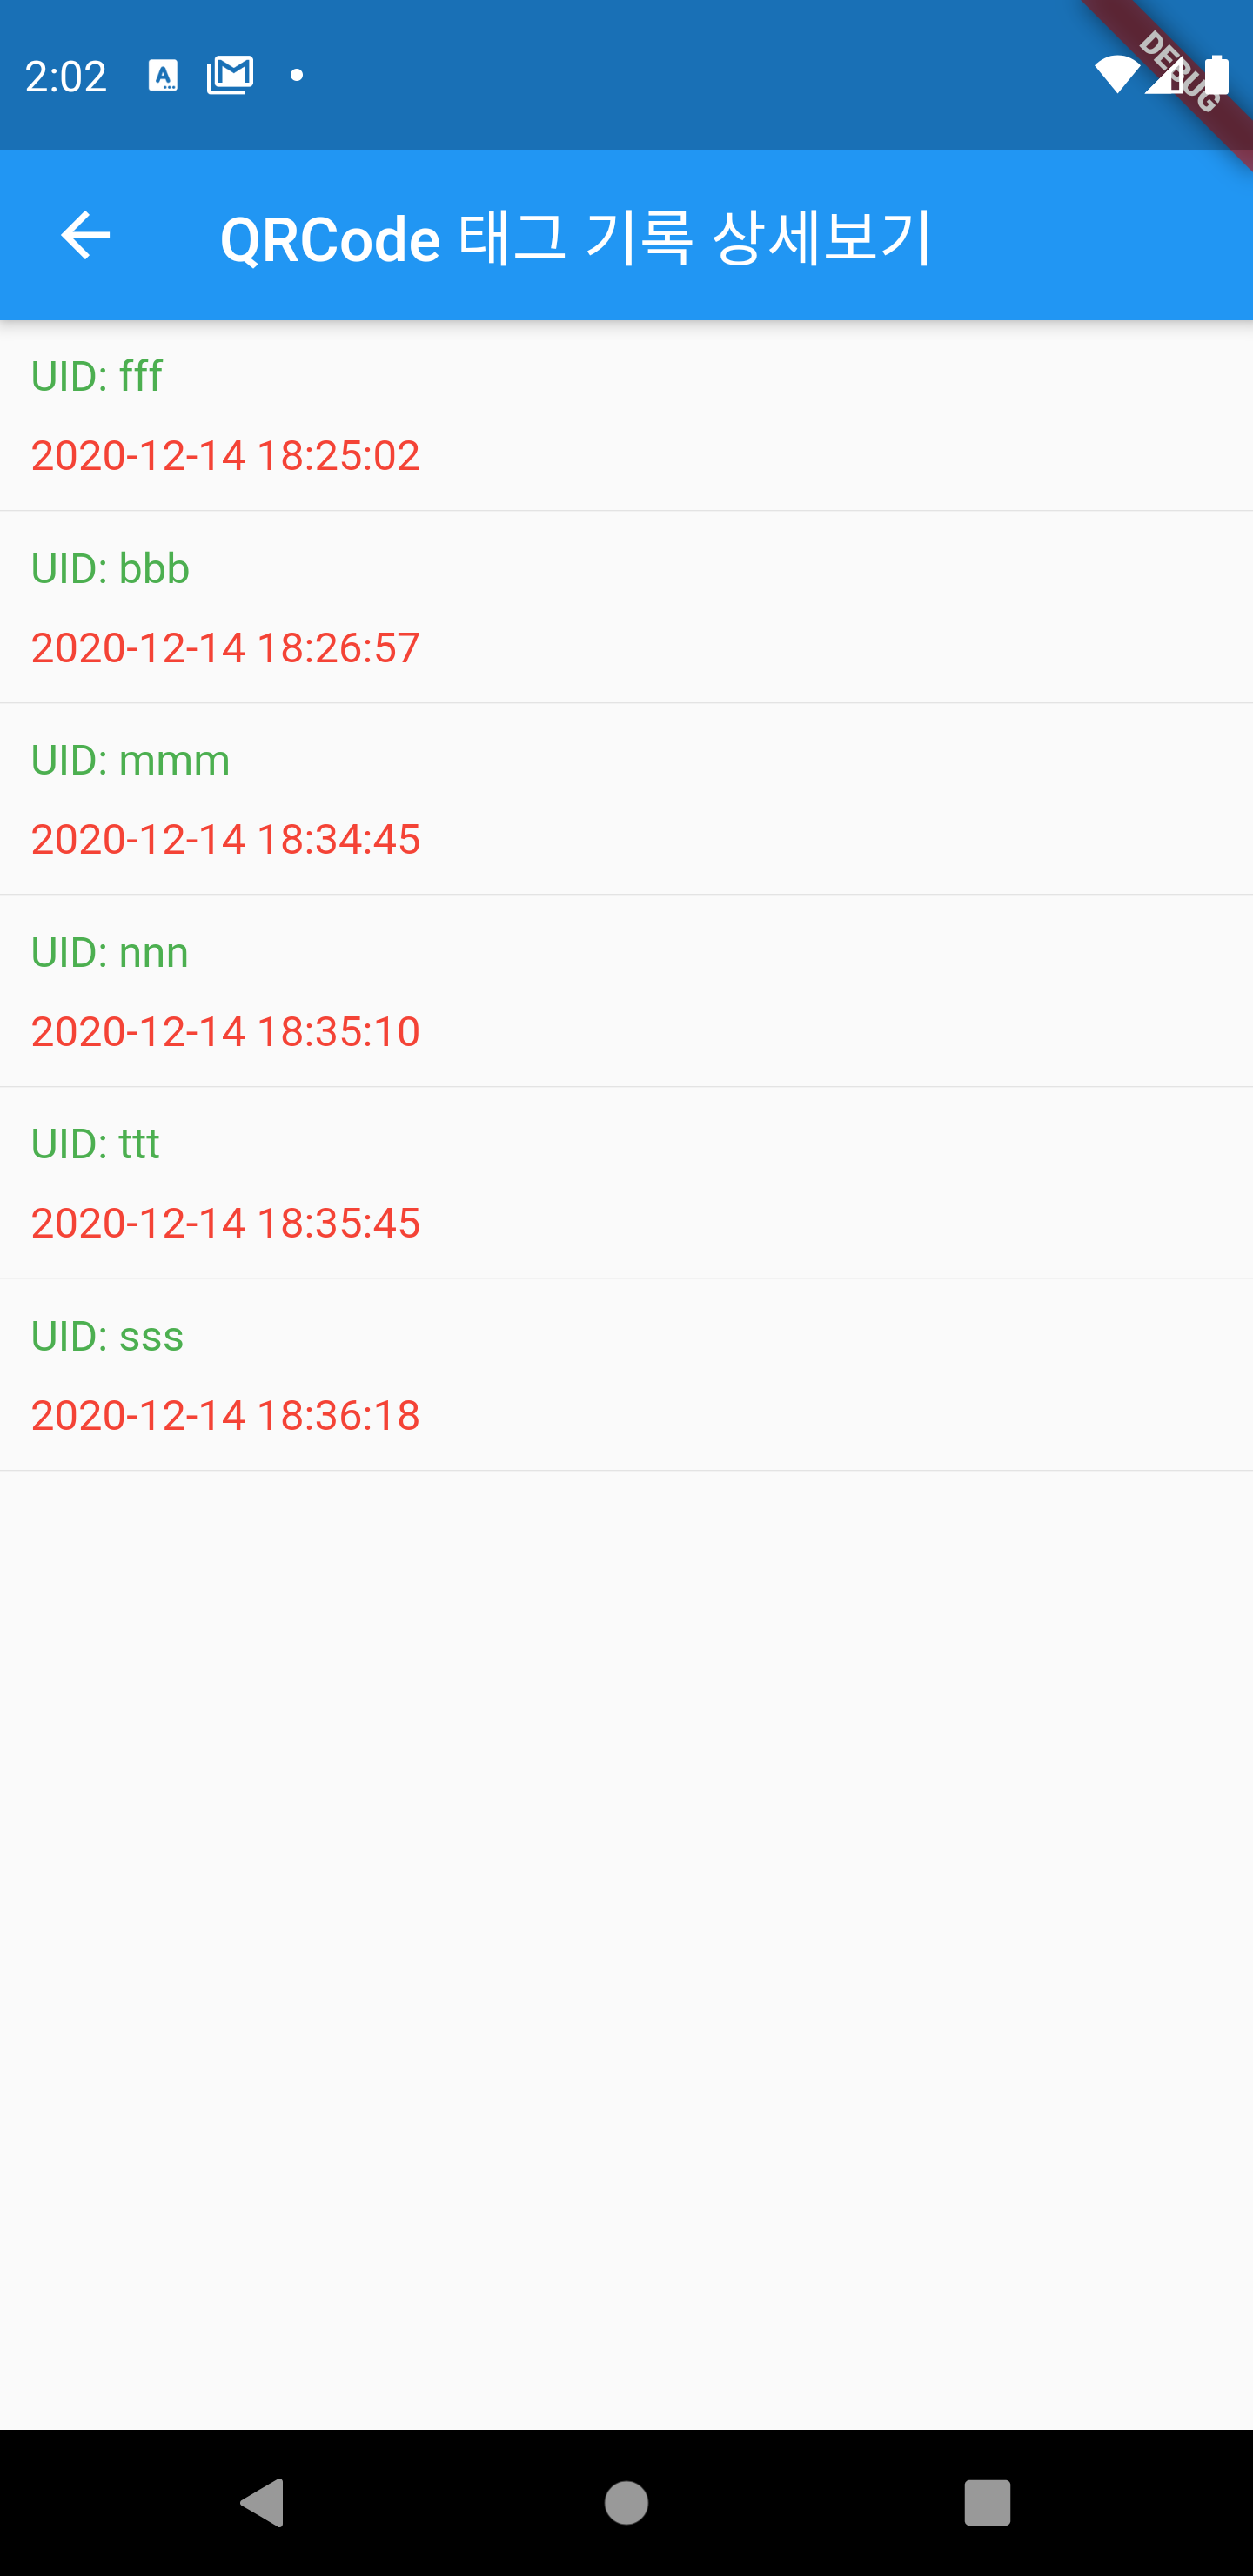 2:02
DEBUG
QRCode 태그 기록 상세보기
UID: fff
2020-12-14 18:25:02
UID: bbb
2020-12-14 18:26:57
UID: mmm
2020-12-14 18:34:45
UID: nnn
2020-12-14 18:35:10
UID: ttt
2020-12-14 18:35:45
UID: sss
2020-12-14 18:36:18